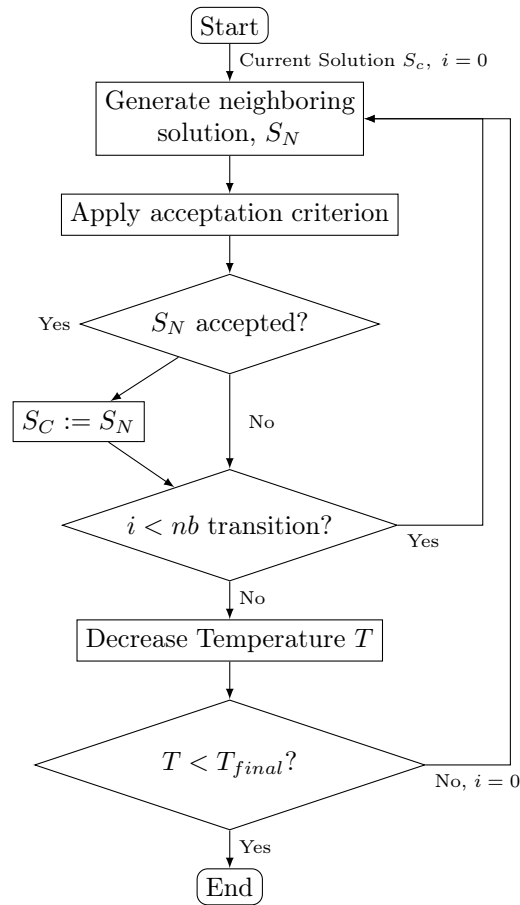 Start
Current Solution S_c, i = 0
Generate neighboring
solution, S_N
Apply acceptation criterion
S_N accepted?
Yes
S_C := S_N
No
i < nb transition?
Yes
No
Decrease Temperature T
T < T_final?
No, i = 0
Yes
End